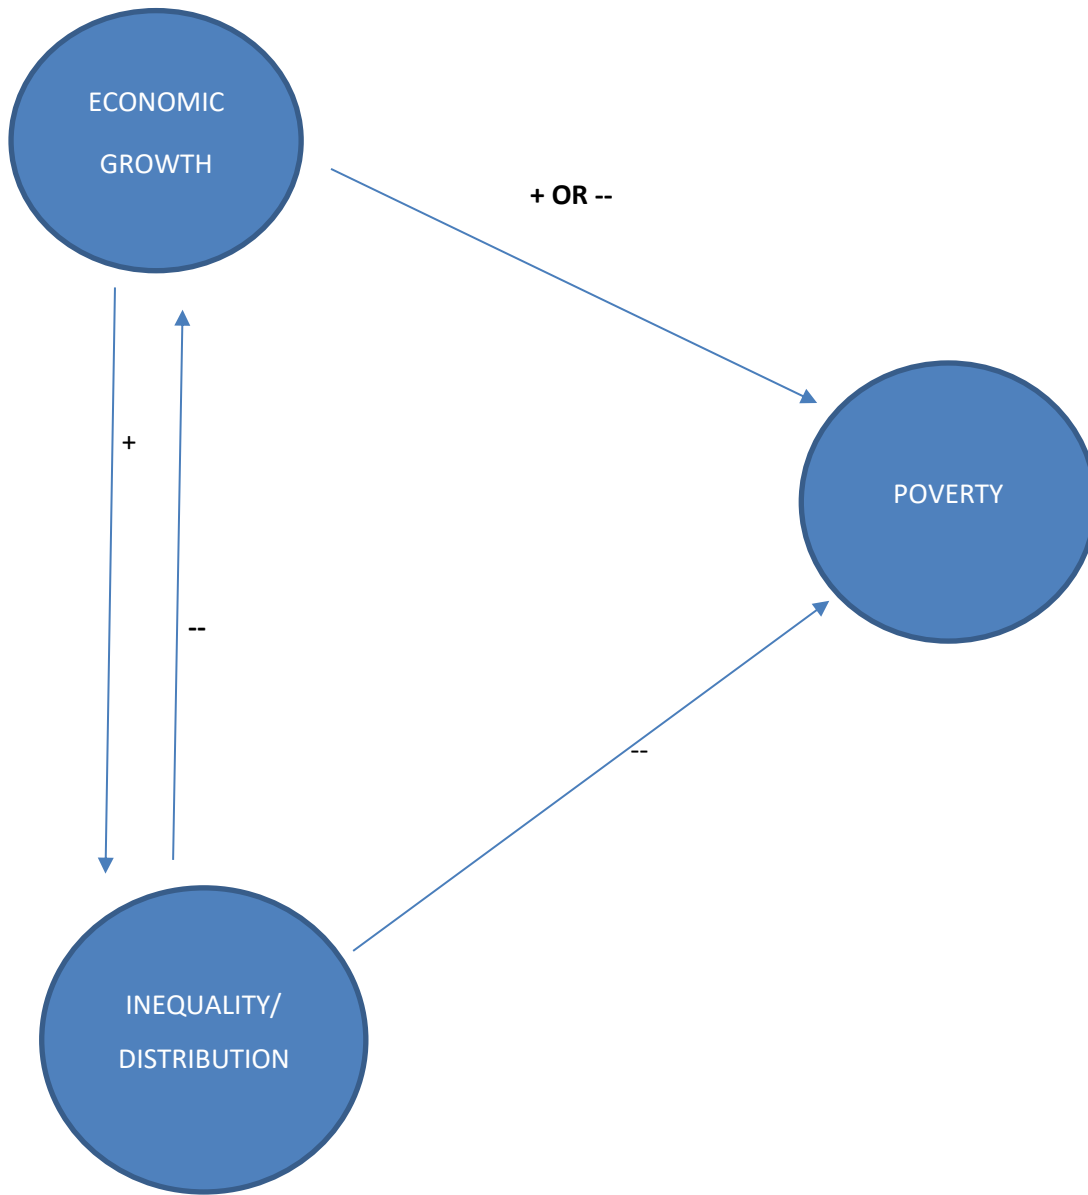 ECONOMIC
GROWTH
+ OR --
+
POVERTY
--
--
INEQUALITY/
DISTRIBUTION